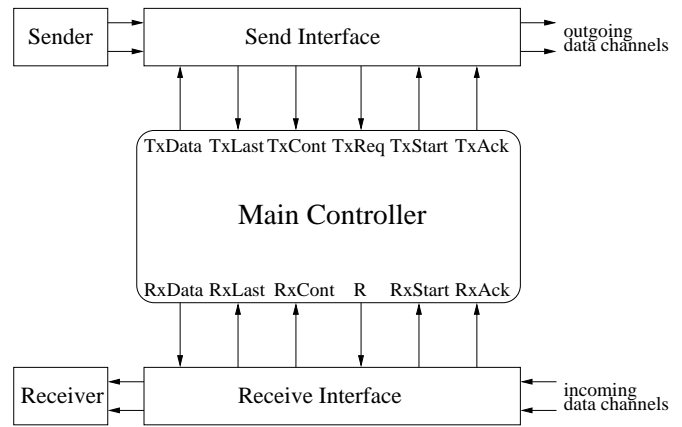 Sender
Send Interface
outgoing
data channels
TxData TxLast TxCont TxReq TxStart TxAck
Main Controller
RxData RxLast RxCont R RxStart RxAck
Receiver
Receive Interface
incoming
data channels